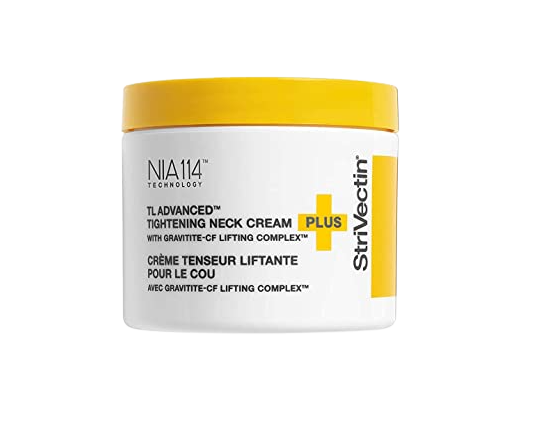 NIA114™
TECHNOLOGY
TL ADVANCED™
TIGHTENING NECK CREAM PLUS
WITH GRAVITITE-CF LIFTING COMPLEX™
CRÈME TENSEUR LIFTANTE
POUR LE COU
AVEC GRAVITITE-CF LIFTING COMPLEX™
StriVectin®